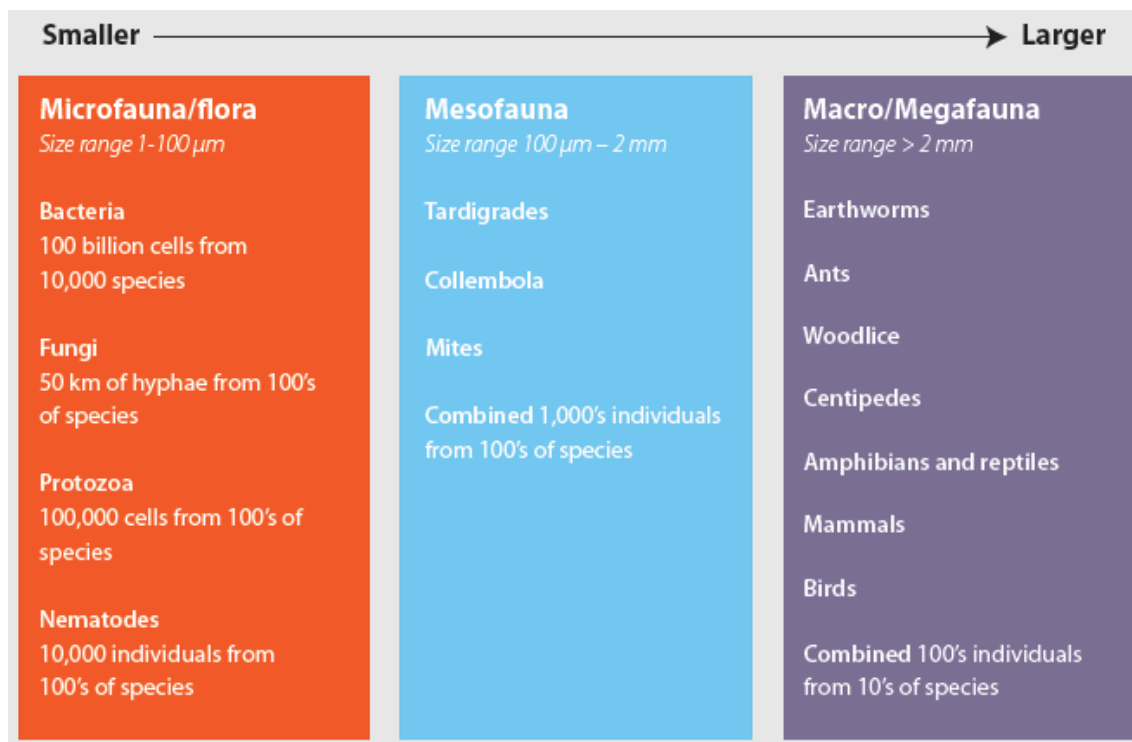 Smaller
Larger
Microfauna/flora
Size range 1-100 µm
Bacteria
100 billion cells from
10,000 species
Fungi
50 km of hyphae from 100's
of species
Protozoa
100,000 cells from 100's of
species
Nematodes
10,000 individuals from
100's of species
Mesofauna
Size range 100 µm – 2 mm
Tardigrades
Collembola
Mites
Combined 1,000's individuals
from 100's of species
Macro/Megafauna
Size range > 2 mm
Earthworms
Ants
Woodlice
Centipedes
Amphibians and reptiles
Mammals
Birds
Combined 100's individuals
from 10's of species